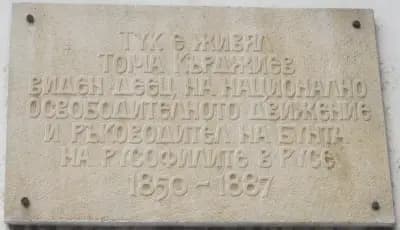 ТУК Е ЖИВЯЛ
ТОМА КЪРДЖИЕВ
ВИДЕН ДЕЕЦ НА НАЦИОНАЛНО
ОСВОБОДИТЕЛНОТО ДВИЖЕНИЕ
И РЪКОВОДИТЕЛ НА БУНТА
НА РУСОФИЛИТЕ В РУСЕ
1850-1887